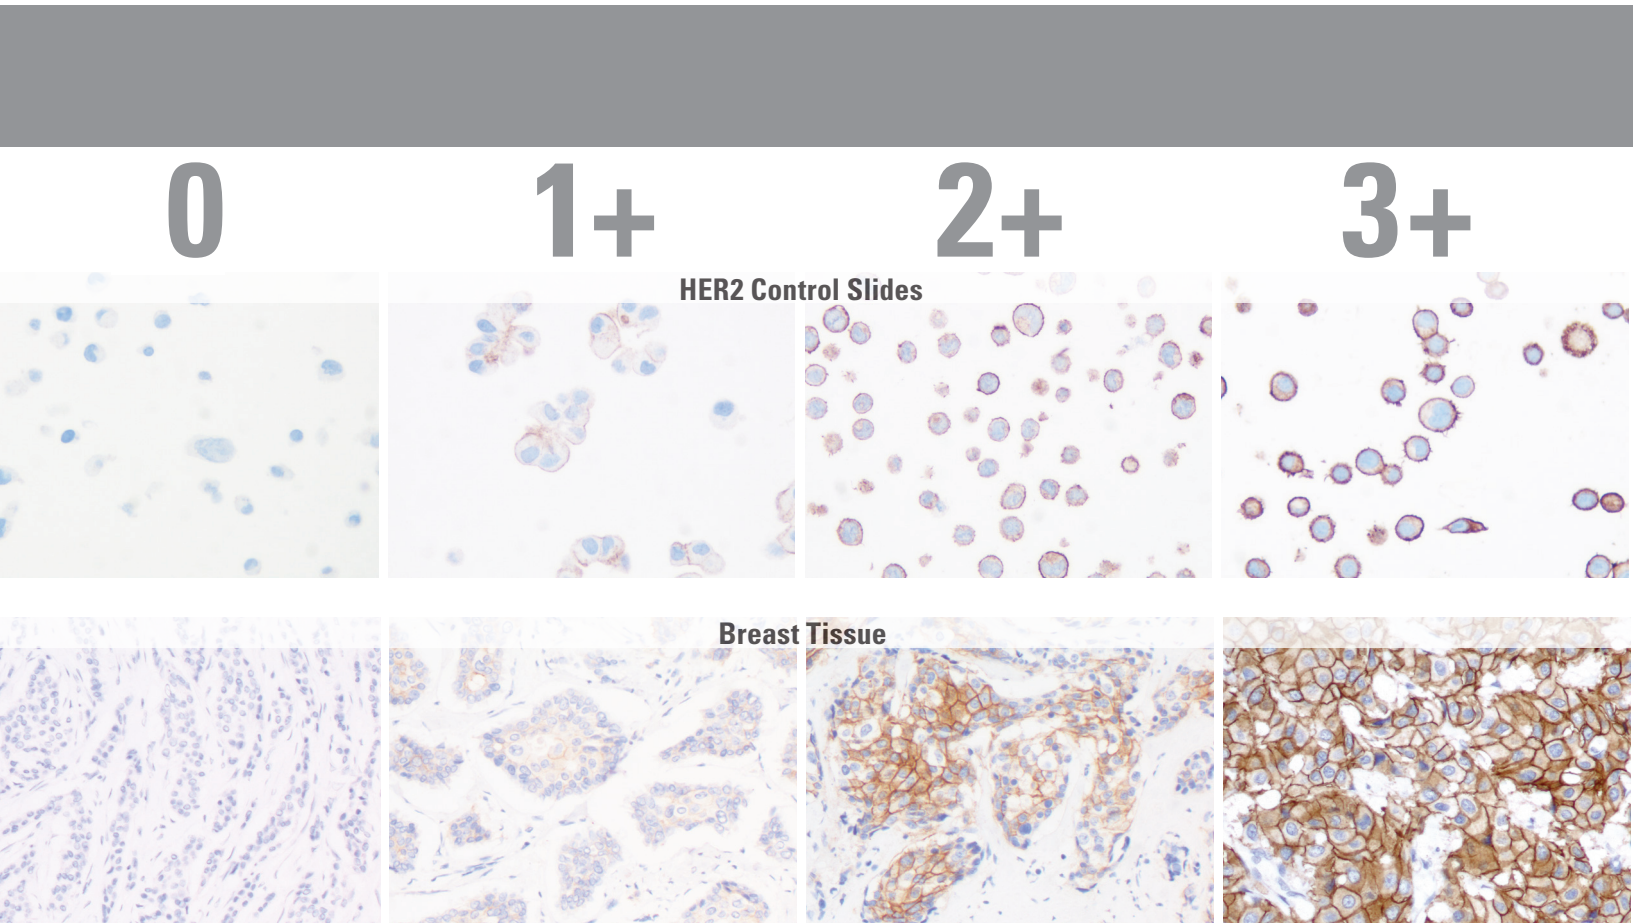 0 1+ 2+ 3+
HER2 Control Slides
Breast Tissue